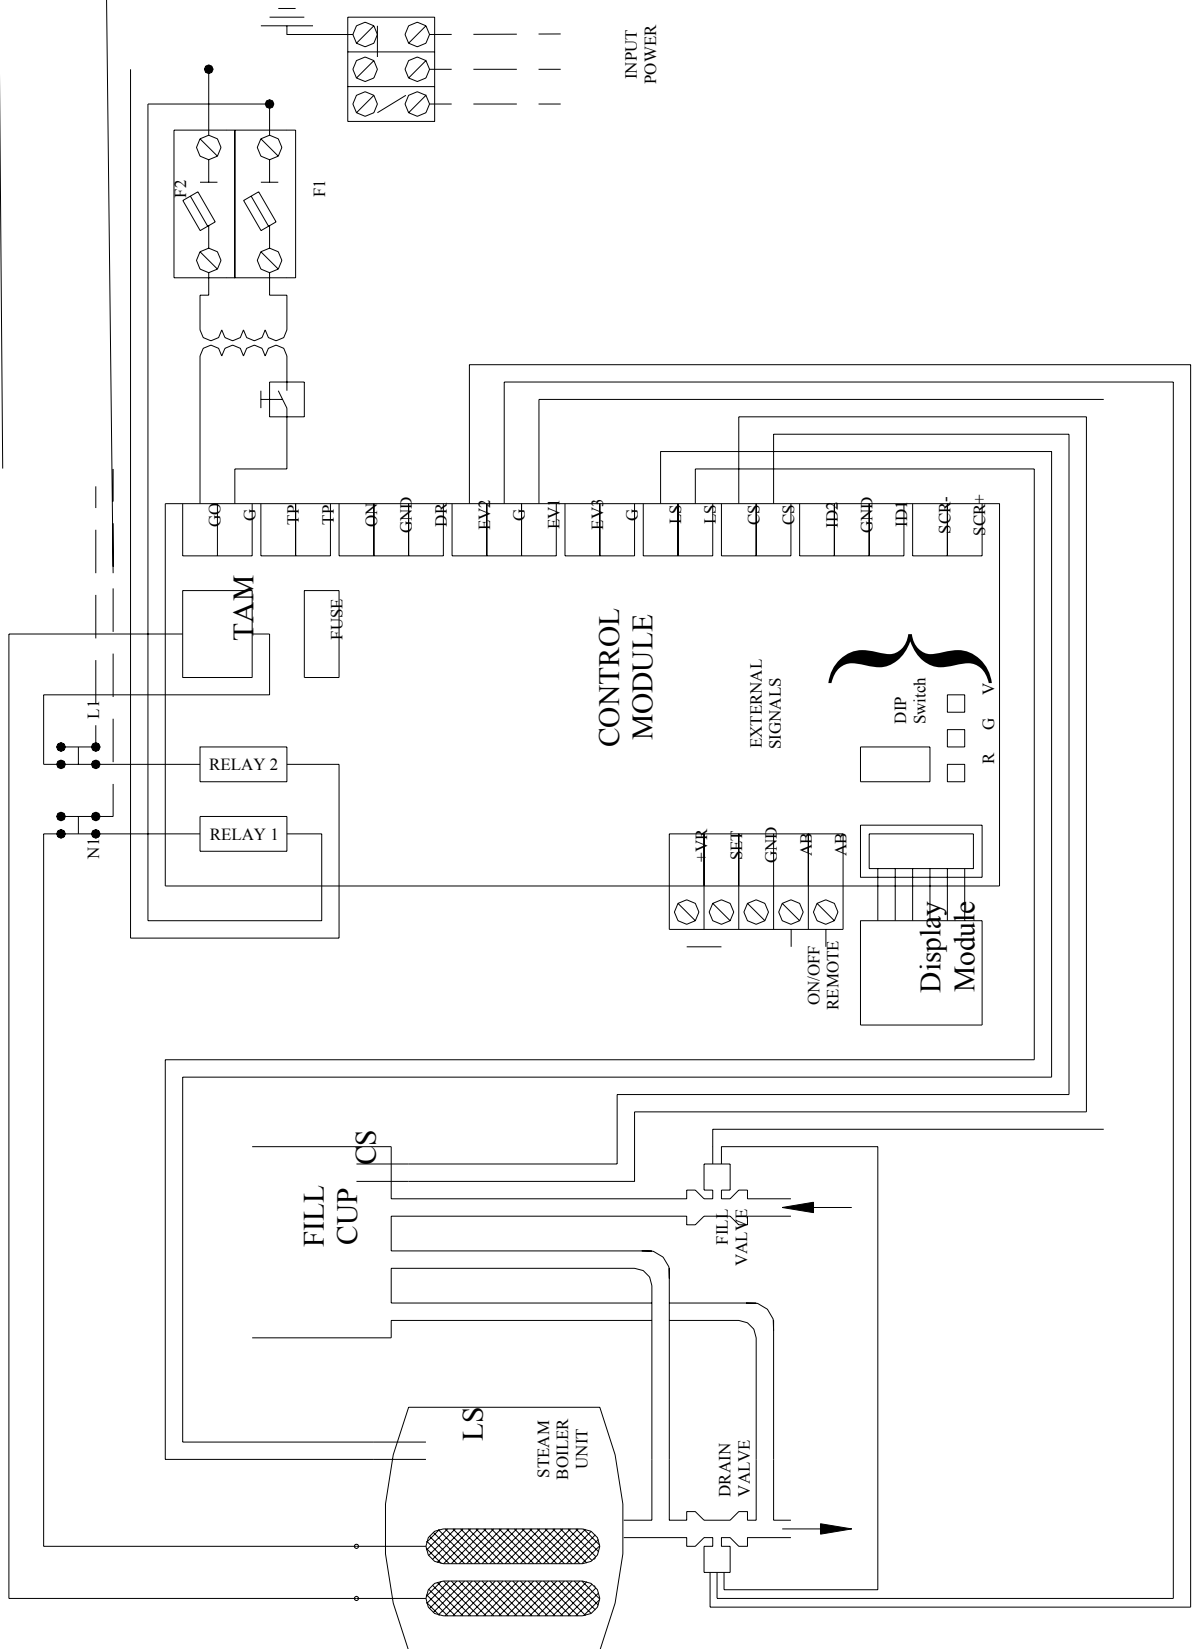 INPUT
POWER
F2
F1
GO
G
TP
TP
ON
GND
DR
EV2
G
EV1
EV3
G
LS
LS
CS
CS
ID2
GND
ID1
SCR-
SCR+
TAM
FUSE
CONTROL
MODULE
EXTERNAL
SIGNALS
DIP
Switch
R G V
L1
N1
RELAY 2
RELAY 1
+VR
SET
GND
AB
AB
ON/OFF
REMOTE
Display
Module
CS
FILL
CUP
FILL
VALVE
LS
STEAM
BOILER
UNIT
DRAIN
VALVE